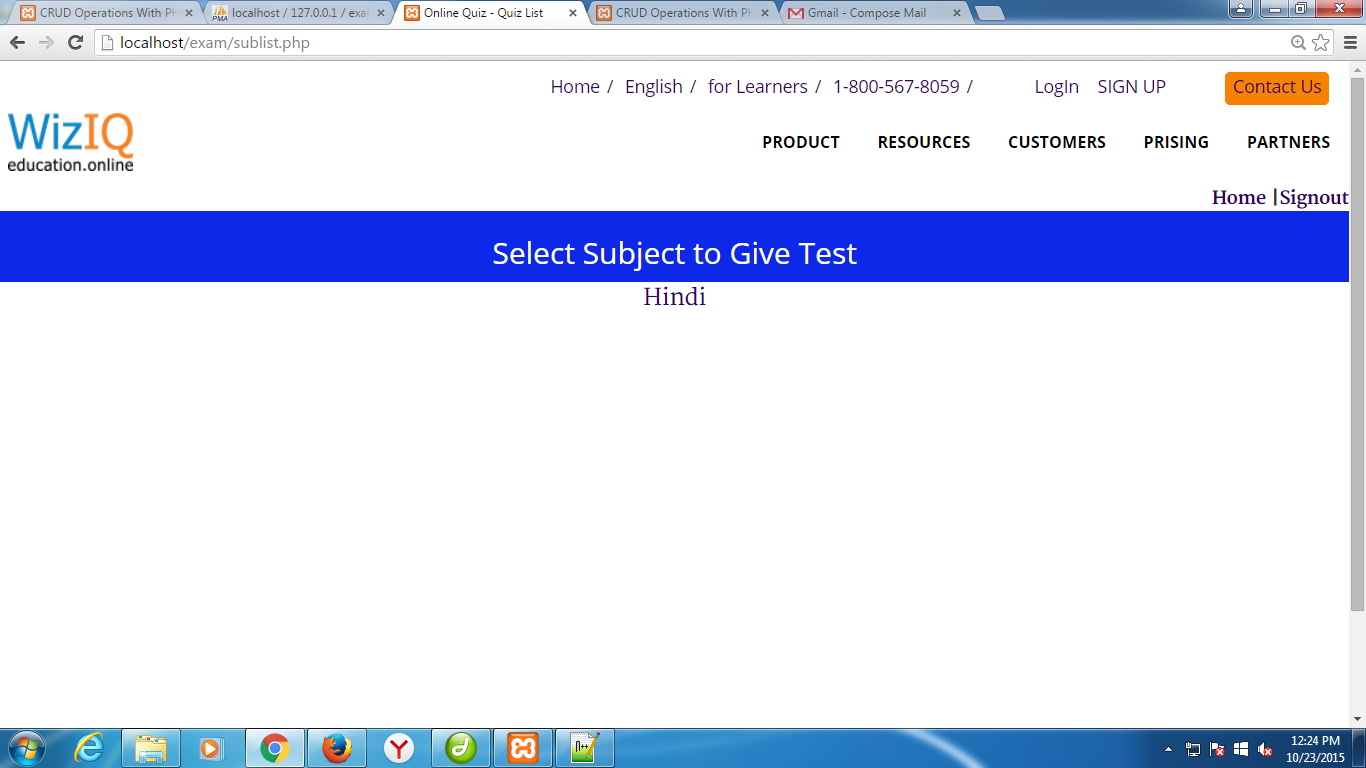 CRUD Operations With PH
localhost / 127.0.0.1 / exa
Online Quiz - Quiz List
CRUD Operations With PH
Gmail - Compose Mail
localhost/exam/sublist.php
Home / English / for Learners / 1-800-567-8059 / LogIn SIGN UP Contact Us
WizIQ
education.online
PRODUCT RESOURCES CUSTOMERS PRISING PARTNERS
Home |Signout
Select Subject to Give Test
Hindi
12:24 PM
10/23/2015